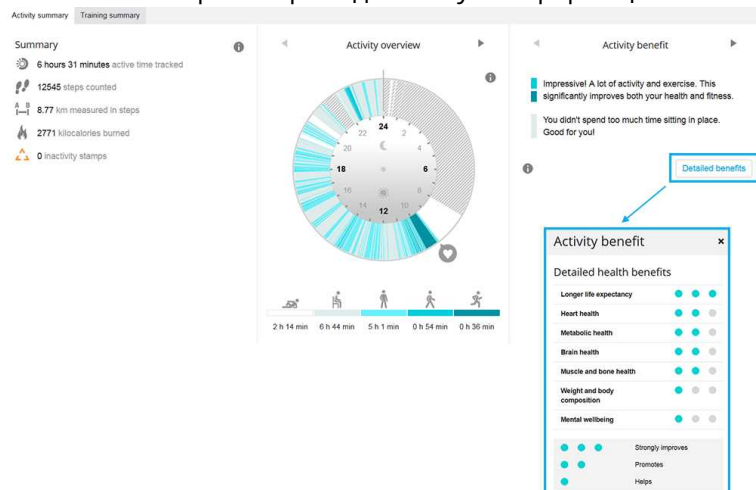 Activity summary
Training summary
Summary
6 hours 31 minutes active time tracked
12545 steps counted
A B
8.77 km measured in steps
2771 kilocalories burned
0 inactivity stamps
Activity overview
24
22
2
20
4
18
6
16
8
14
10
12
2 h 14 min
6 h 44 min
5 h 1 min
0 h 54 min
0 h 36 min
Activity benefit
Impressive! A lot of activity and exercise. This
significantly improves both your health and fitness.
You didn't spend too much time sitting in place.
Good for you!
Detailed benefits
Activity benefit
Detailed health benefits
Longer life expectancy
Heart health
Metabolic health
Brain health
Muscle and bone health
Weight and body
composition
Mental wellbeing
Strongly improves
Promotes
Helps